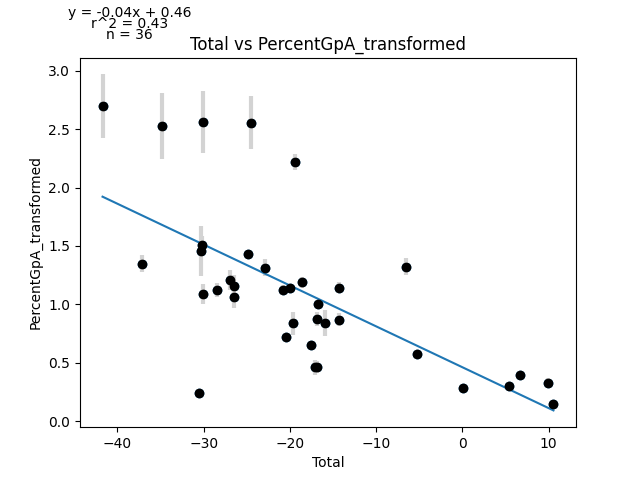 y = -0.04x + 0.46
r^2 = 0.43
n = 36
Total vs PercentGpA_transformed
3.0
2.5
2.0
1.5
1.0
0.5
0.0
PercentGpA_transformed
−40 −30 −20 −10 0 10
Total